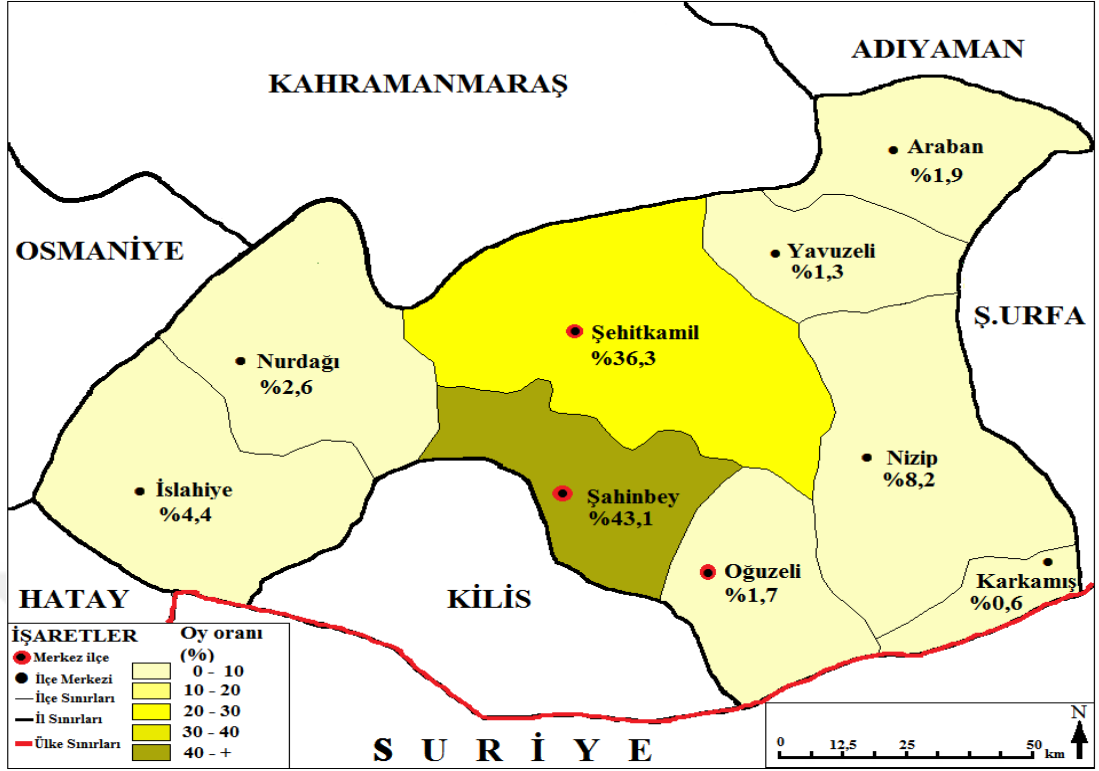 ADIYAMAN
KAHRAMANMARAŞ
Araban
%1,9
OSMANİYE
Yavuzeli
%1,3
Ş.URFA
Şehitkamil
%36,3
Nurdağı
%2,6
Nizip
%8,2
İslahiye
%4,4
Şahinbey
%43,1
Oğuzeli
%1,7
Karkamış
%0,6
HATAY
KİLİS
İŞARETLER
Merkez ilçe
İlçe Merkezi
İlçe Sınırları
İl Sınırları
Ülke Sınırları
Oy oranı
(%)
0 - 10
10 - 20
20 - 30
30 - 40
40 - +
SURİYE
N
0 12,5 25 50 km